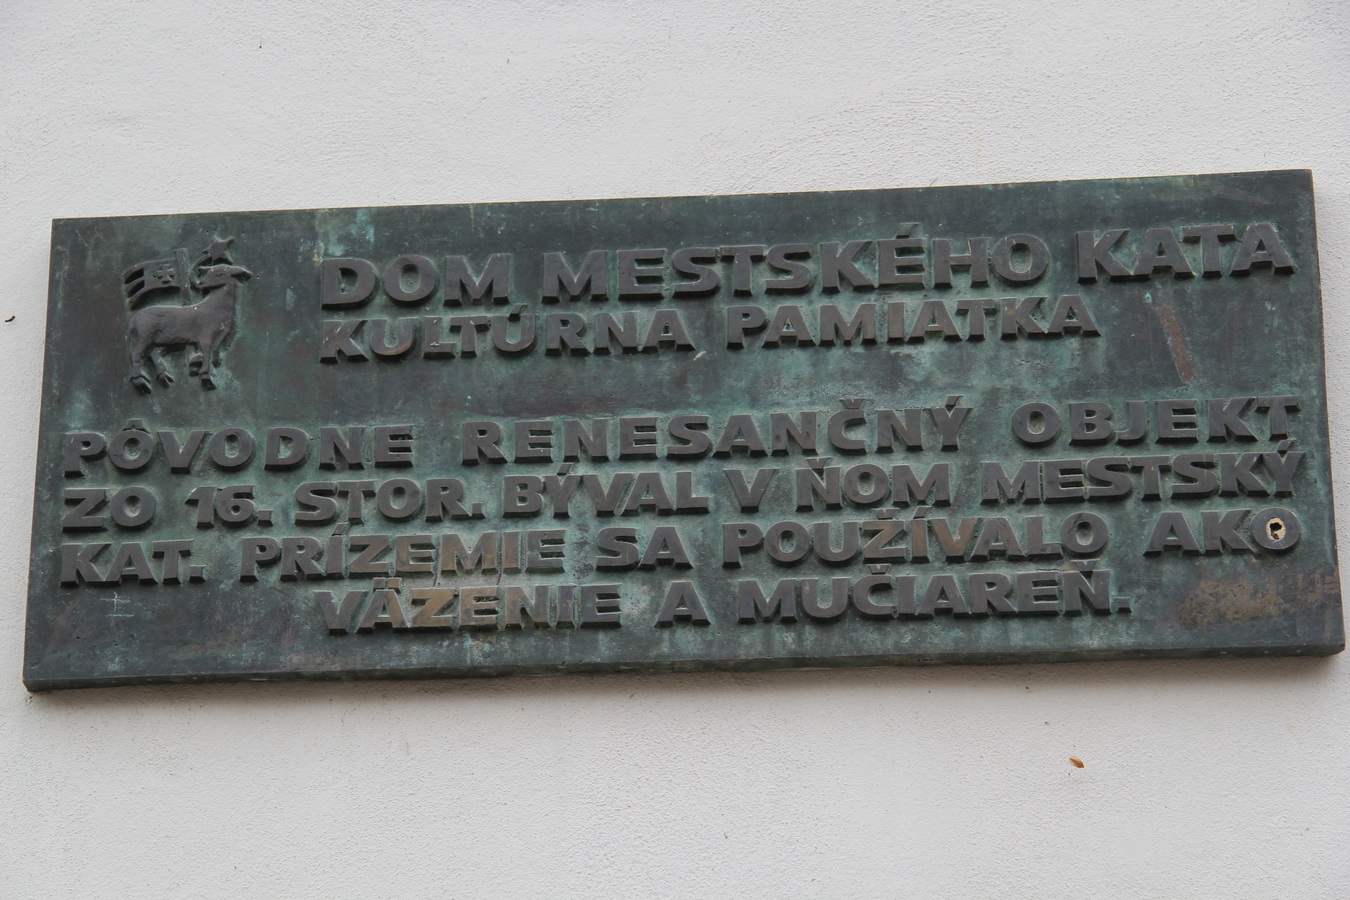 DOM MESTSKÉHO KATA
KULTÚRNA PAMIATKA
PÔVODNE RENESANČNÝ OBJEKT
ZO 16. STOR. BÝVAL V ŇOM MESTSKÝ
KAT. PRÍZEMIE SA POUŽÍVALO AKO
VÄZENIE A MUČIAREŇ.